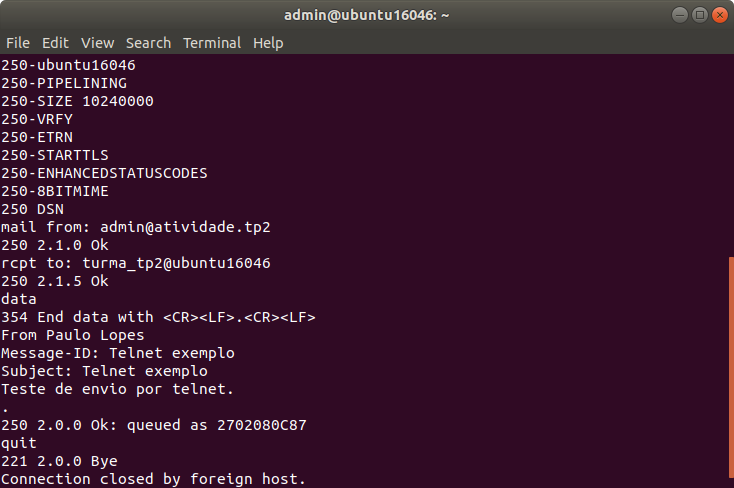 admin@ubuntu16046: ~
File Edit View Search Terminal Help
250-ubuntu16046
250-PIPELINING
250-SIZE 10240000
250-VRFY
250-ETRN
250-STARTTLS
250-ENHANCEDSTATUSCODES
250-8BITMIME
250 DSN
mail from: admin@atividade.tp2
250 2.1.0 Ok
rcpt to: turma_tp2@ubuntu16046
250 2.1.5 Ok
data
354 End data with <CR><LF>.<CR><LF>
From Paulo Lopes
Message-ID: Telnet exemplo
Subject: Telnet exemplo
Teste de envio por telnet.
.
250 2.0.0 Ok: queued as 2702080C87
quit
221 2.0.0 Bye
Connection closed by foreign host.